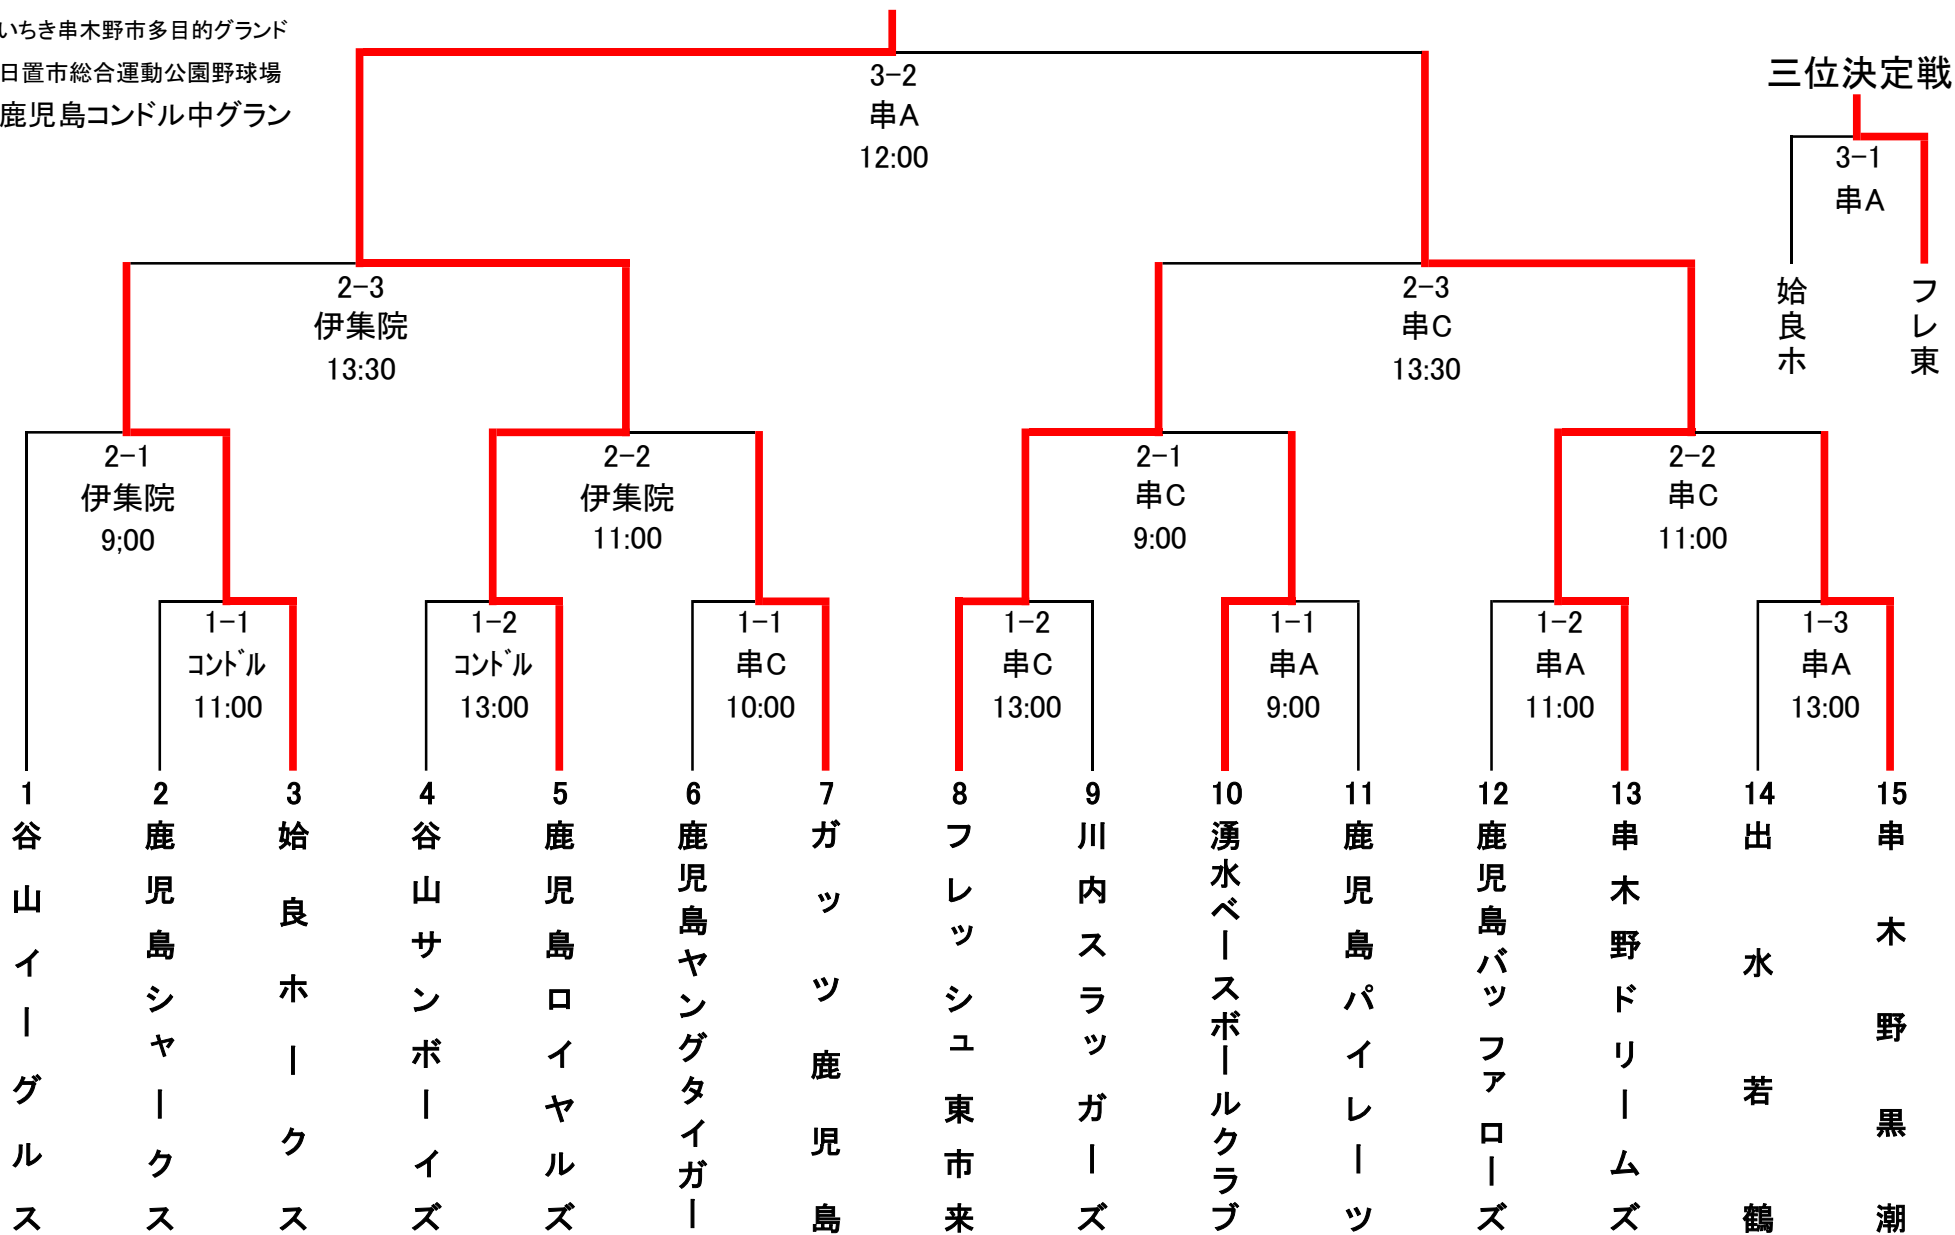 いちき串木野市多目的グランド
日置市総合運動公園野球場
鹿児島コンドル中グラン
3-2
串A
12:00
三位決定戦
3-1
串A
姶良ホ
フレ東
2-3
伊集院
13:30
2-3
串C
13:30
2-1
伊集院
9;00
2-2
伊集院
11:00
2-1
串C
9:00
2-2
串C
11:00
1-1
コンドル
11:00
1-2
コンドル
13:00
1-1
串C
10:00
1-2
串C
13:00
1-1
串A
9:00
1-2
串A
11:00
1-3
串A
13:00
1
谷山イーグルス
2
鹿児島シャークス
3
姶良ホークス
4
谷山サンボーイズ
5
鹿児島ロイヤルズ
6
鹿児島ヤングタイガー
7
ガッツ鹿児島
8
フレッシュ東市来
9
川内スラッガーズ
10
湧水ベースボールクラブ
11
鹿児島パイレーツ
12
鹿児島バッファローズ
13
串木野ドリームズ
14
出水若鶴
15
串木野黒潮